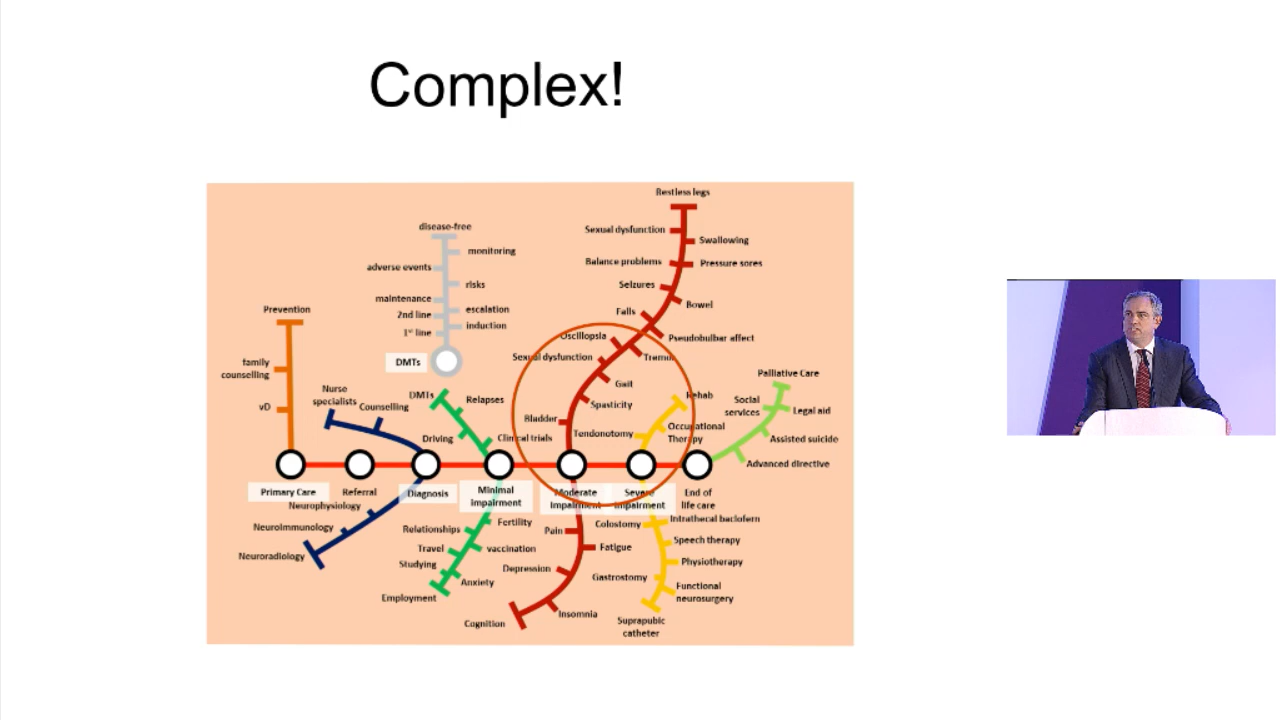 Complex!
Restless legs
Sexual dysfunction
Swallowing
Balance problems
Pressure sores
Seizures
Bowel
Falls
Pseudobulbar affect
Oscillopsia
Tremor
Sexual dysfunction
Gait
Spasticity
Bladder
Tendonotomy
disease-free
monitoring
adverse events
risks
maintenance
2nd line
escalation
1st line
induction
DMTs
Prevention
family
counselling
vD
Nurse
specialists
Counselling
DMTs
Relapses
Driving
Clinical trials
Rehab
Occupational
Therapy
Palliative Care
Social
services
Legal aid
Assisted suicide
Advanced directive
Primary Care
Referral
Diagnosis
Minimal
impairment
Moderate
impairment
Severe
impairment
End of
life care
Neurophysiology
Neuroimmunology
Neuroradiology
Fertility
Relationships
Travel
vaccination
Studying
Anxiety
Employment
Pain
Fatigue
Depression
Insomnia
Cognition
Colostomy
Intrathecal baclofern
Speech therapy
Physiotherapy
Gastrostomy
Functional
neurosurgery
Suprapubic
catheter